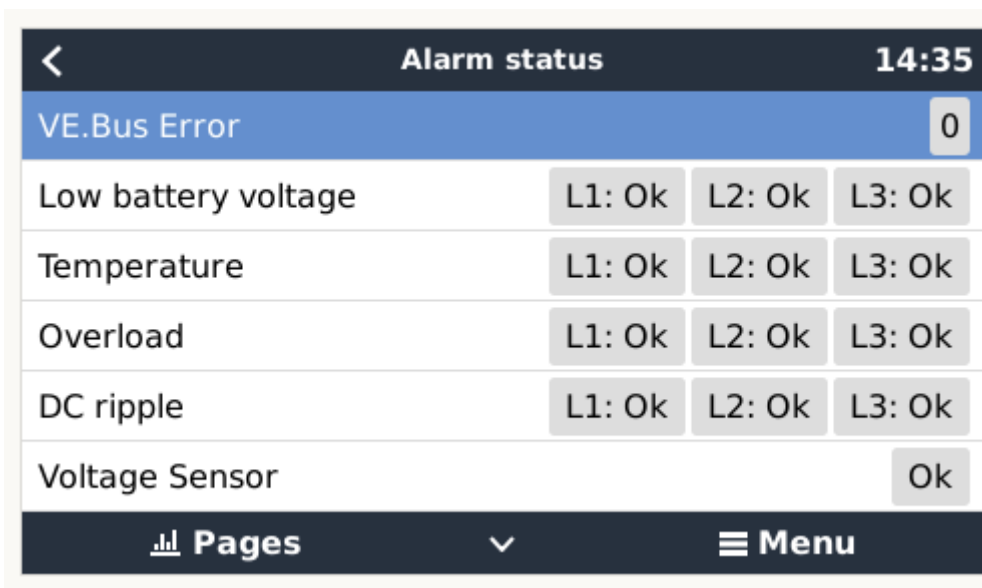 Alarm status 14:35
VE.Bus Error 0
Low battery voltage L1: Ok L2: Ok L3: Ok
Temperature L1: Ok L2: Ok L3: Ok
Overload L1: Ok L2: Ok L3: Ok
DC ripple L1: Ok L2: Ok L3: Ok
Voltage Sensor Ok
Pages Menu